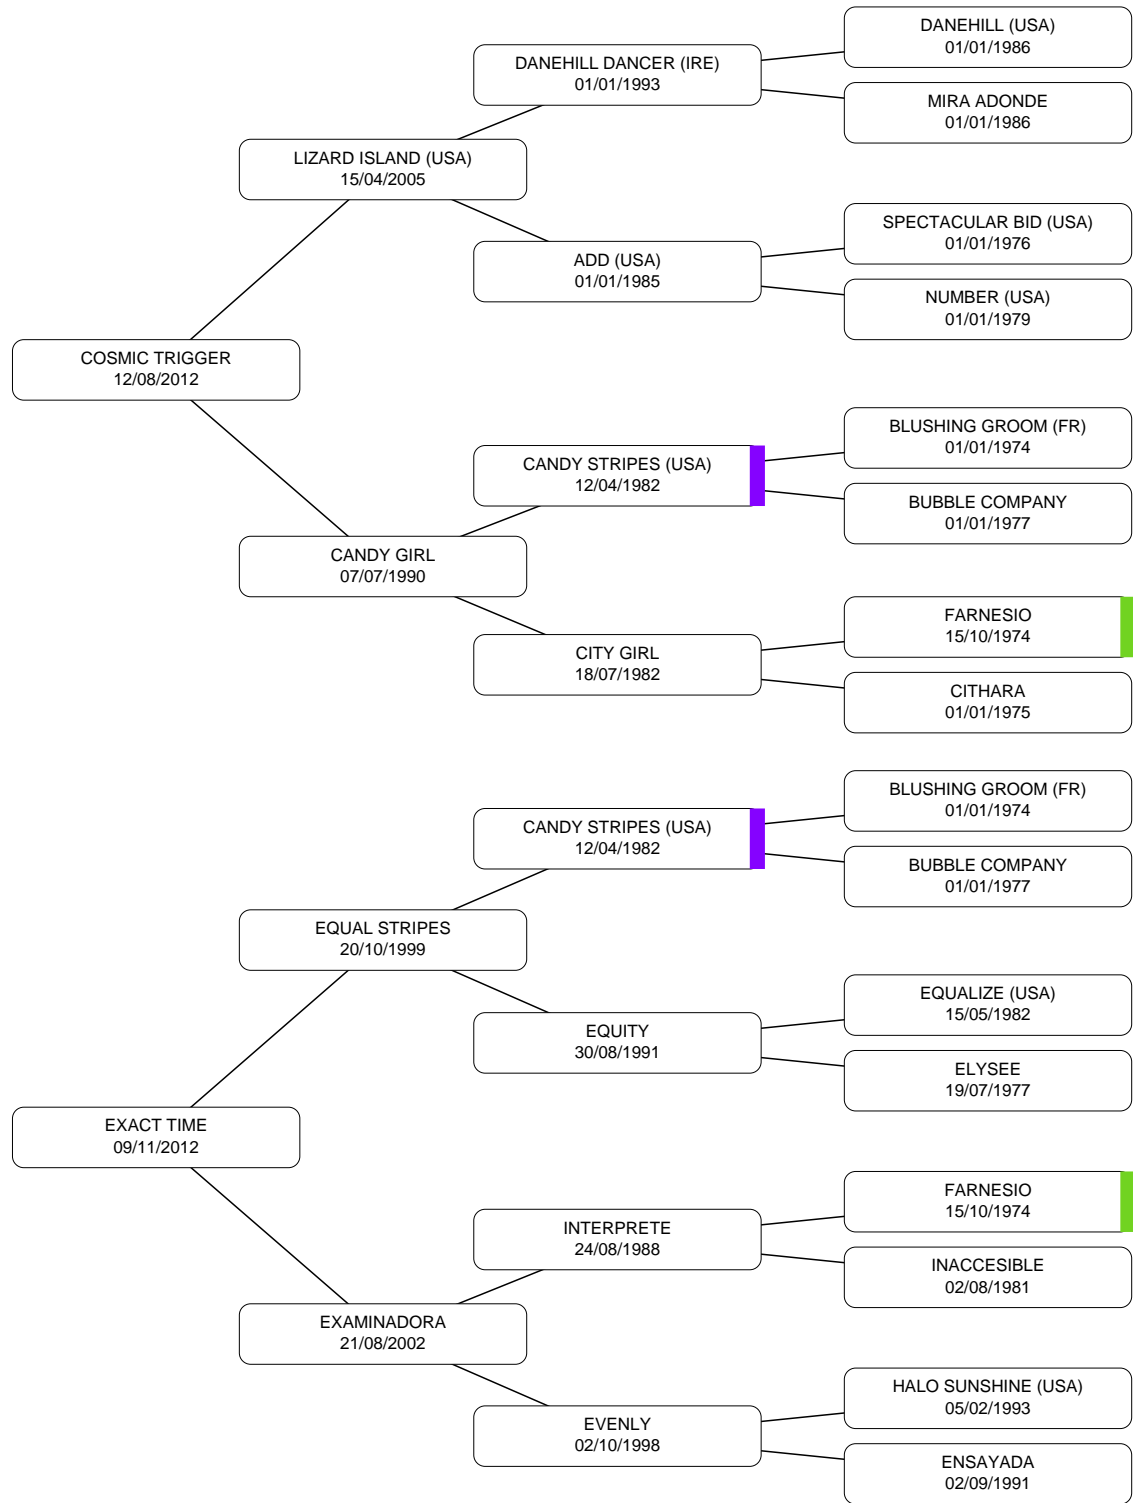 DANEHILL (USA)
01/01/1986
DANEHILL DANCER (IRE)
01/01/1993
MIRA ADONDE
01/01/1986
LIZARD ISLAND (USA)
15/04/2005
SPECTACULAR BID (USA)
01/01/1976
ADD (USA)
01/01/1985
NUMBER (USA)
01/01/1979
COSMIC TRIGGER
12/08/2012
BLUSHING GROOM (FR)
01/01/1974
CANDY STRIPES (USA)
12/04/1982
BUBBLE COMPANY
01/01/1977
CANDY GIRL
07/07/1990
FARNESIO
15/10/1974
CITY GIRL
18/07/1982
CITHARA
01/01/1975
BLUSHING GROOM (FR)
01/01/1974
CANDY STRIPES (USA)
12/04/1982
BUBBLE COMPANY
01/01/1977
EQUAL STRIPES
20/10/1999
EQUALIZE (USA)
15/05/1982
EQUITY
30/08/1991
ELYSEE
19/07/1977
EXACT TIME
09/11/2012
FARNESIO
15/10/1974
INTERPRETE
24/08/1988
INACCESIBLE
02/08/1981
EXAMINADORA
21/08/2002
HALO SUNSHINE (USA)
05/02/1993
EVENLY
02/10/1998
ENSAYADA
02/09/1991